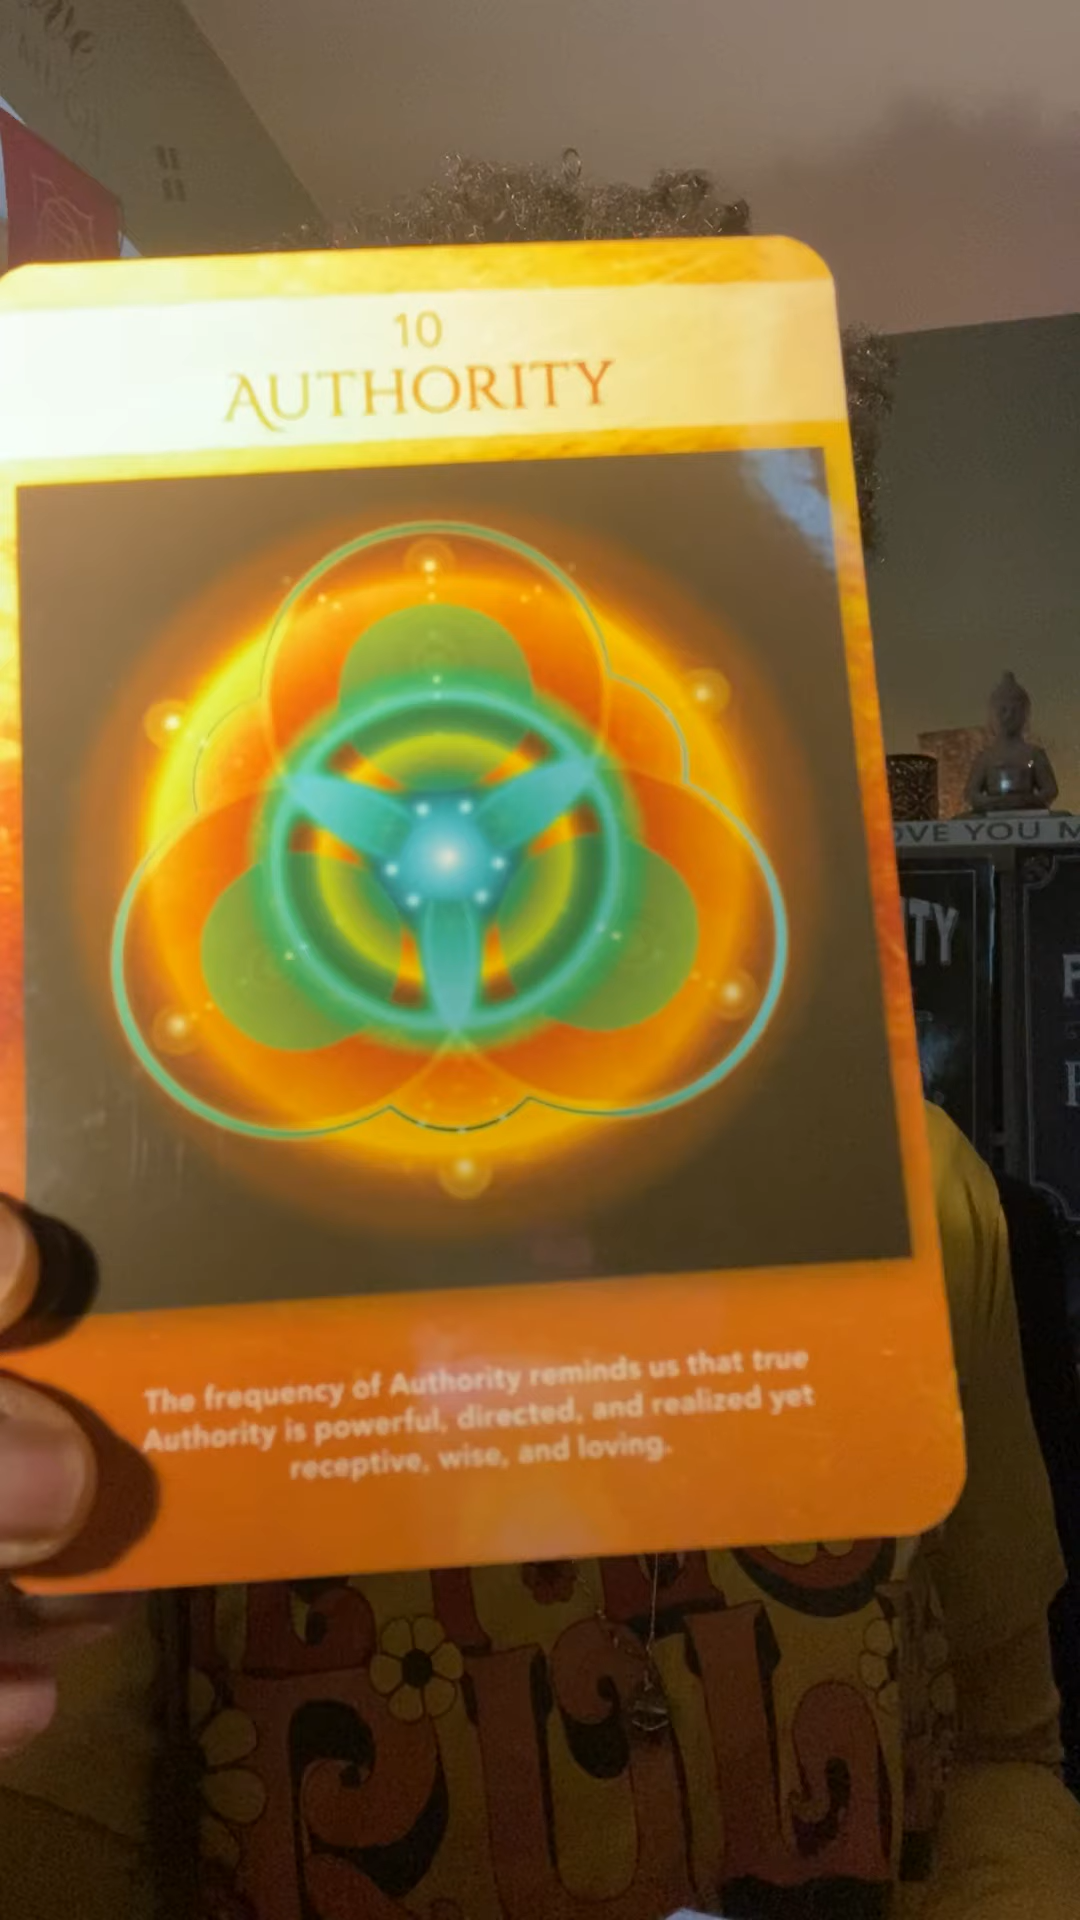 10
AUTHORITY
OVE YOU M
TY
F
The frequency of Authority reminds us that true
Authority is powerful, directed, and realized yet
receptive, wise, and loving.